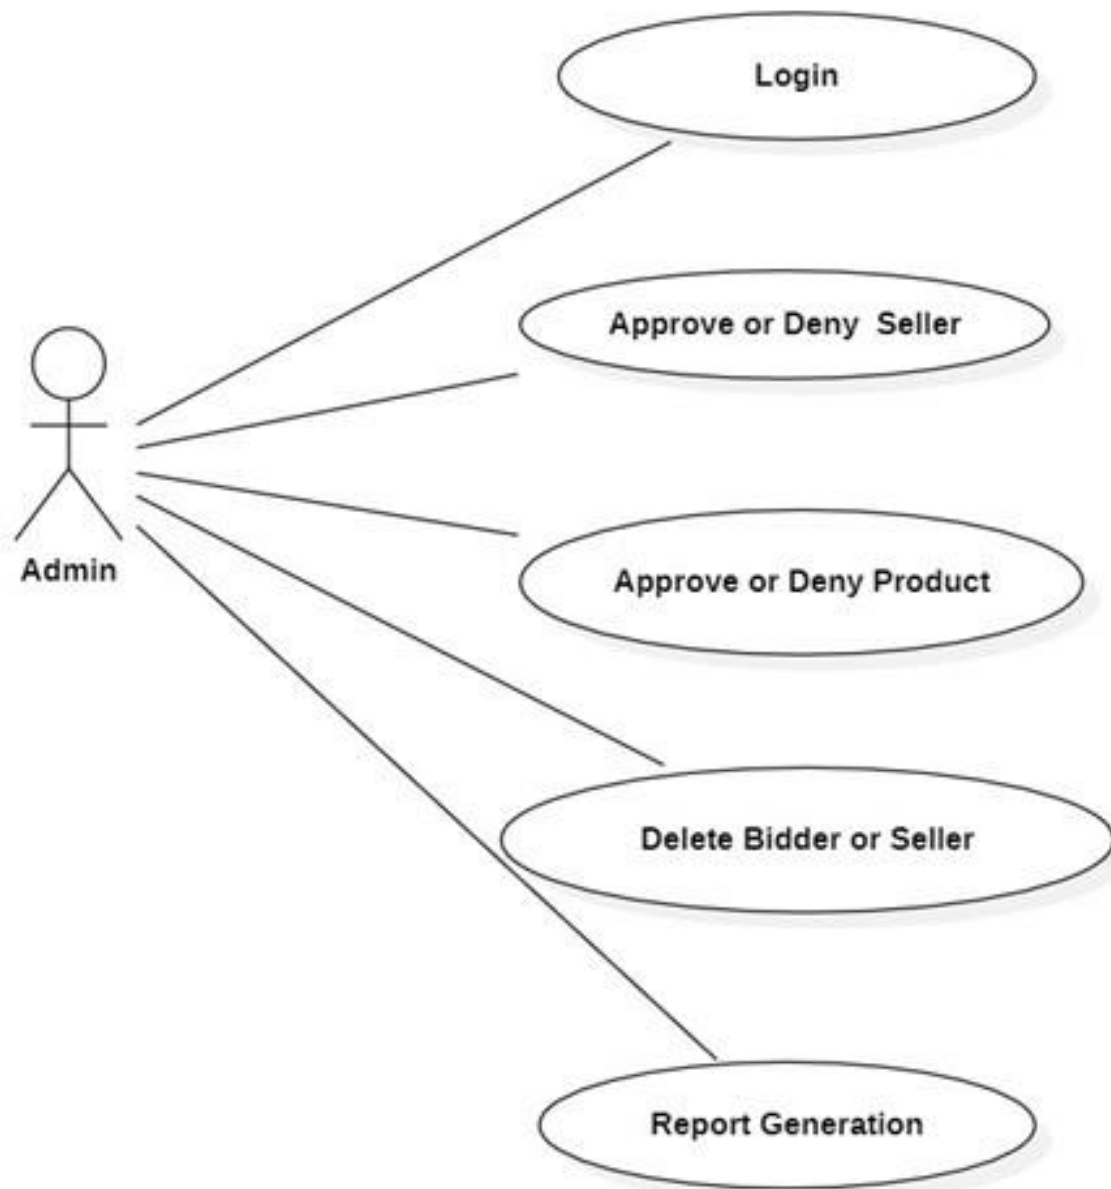 Login
Approve or Deny  Seller
Admin
Approve or Deny Product
Delete Bidder or Seller
Report Generation